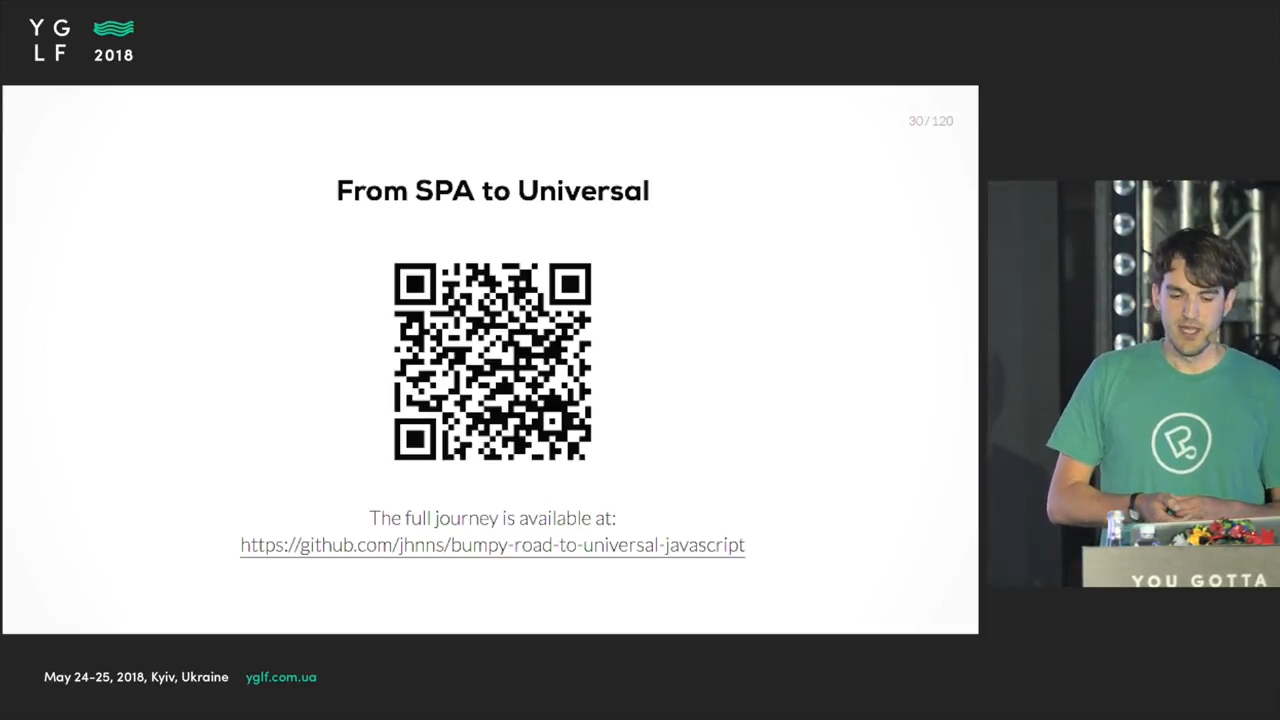 Y G
L F
2018
30 / 120
From SPA to Universal
The full journey is available at:
https://github.com/jhnns/bumpy-road-to-universal-javascript
YOU GOTTA
May 24-25, 2018, Kyiv, Ukraine yglf.com.ua